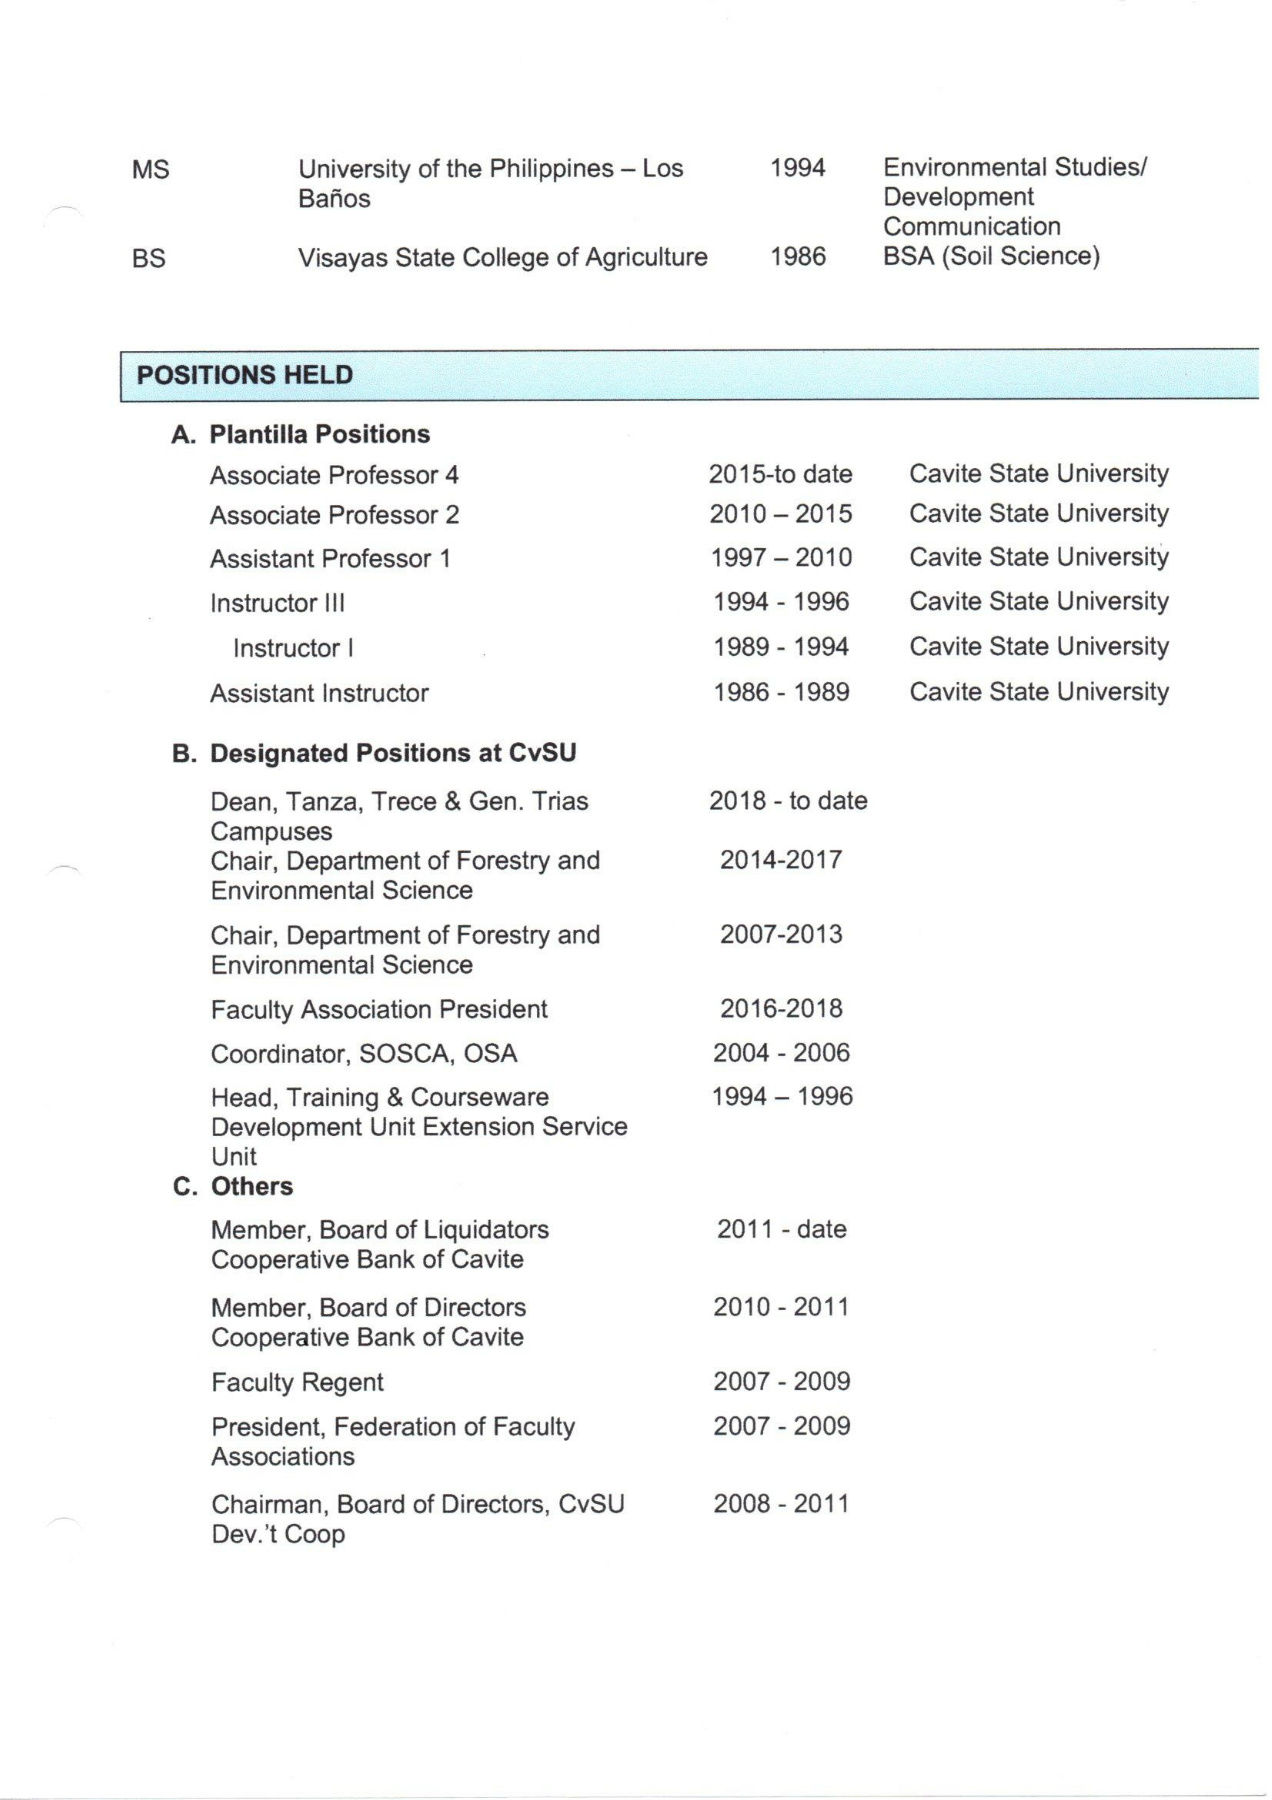 MS University of the Philippines – Los 1994 Environmental Studies/
Baños Development
Communication
BS Visayas State College of Agriculture 1986 BSA (Soil Science)
POSITIONS HELD
A. Plantilla Positions
Associate Professor 4 2015-to date Cavite State University
Associate Professor 2 2010 – 2015 Cavite State University
Assistant Professor 1 1997 – 2010 Cavite State University
Instructor III 1994 - 1996 Cavite State University
Instructor I 1989 - 1994 Cavite State University
Assistant Instructor 1986 - 1989 Cavite State University
B. Designated Positions at CvSU
Dean, Tanza, Trece & Gen. Trias 2018 - to date
Campuses
Chair, Department of Forestry and 2014-2017
Environmental Science
Chair, Department of Forestry and 2007-2013
Environmental Science
Faculty Association President 2016-2018
Coordinator, SOSCA, OSA 2004 - 2006
Head, Training & Courseware 1994 – 1996
Development Unit Extension Service
Unit
C. Others
Member, Board of Liquidators 2011 - date
Cooperative Bank of Cavite
Member, Board of Directors 2010 - 2011
Cooperative Bank of Cavite
Faculty Regent 2007 - 2009
President, Federation of Faculty 2007 - 2009
Associations
Chairman, Board of Directors, CvSU 2008 - 2011
Dev.'t Coop